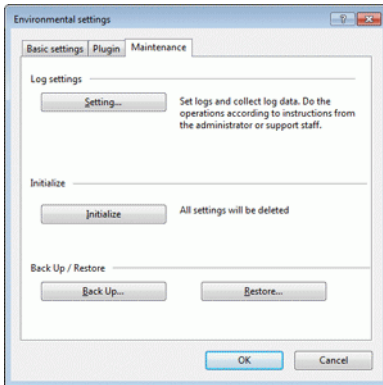 Environmental settings
Basic settings Plugin Maintenance
Log settings
Setting... Set logs and collect log data. Do the
operations according to instructions from
the administrator or support staff.
Initialize
Initialize All settings will be deleted
Back Up / Restore
Back Up... Restore...
OK Cancel